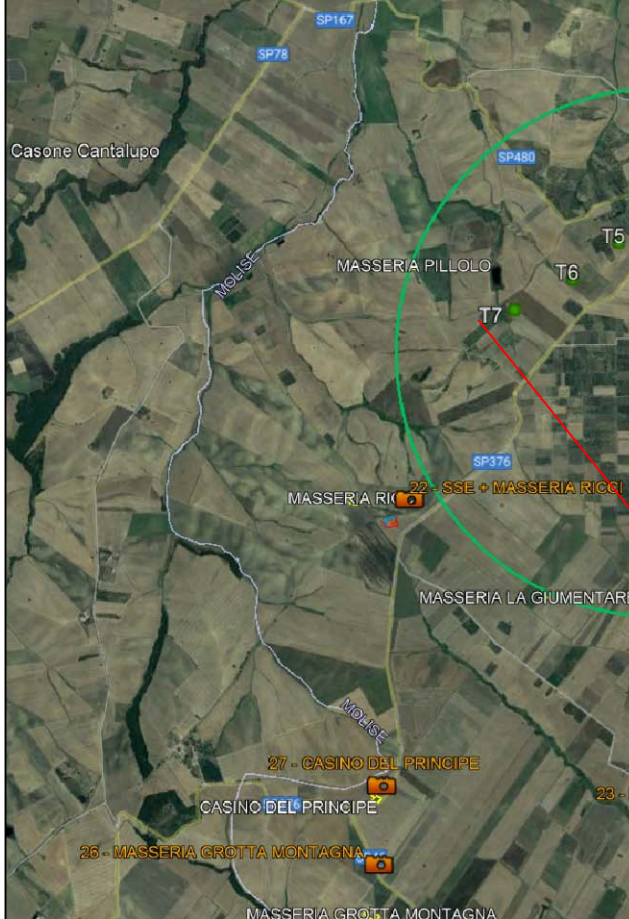 SP167
SP78
Casone Cantalupo
SP480
T5
MASSERIA PILLOLO
T6
MOLISE
T7
SP376
22 - SSE + MASSERIA RICCI
MASSERIA RIC
MASSERIA LA GIUMENTAR
MOLISE
27 - CASINO DEL PRINCIPE
23 -
CASINO DEL PRINCIPE
26 - MASSERIA GROTTA MONTAGNA
MASSERIA GROTTA MONTAGNA